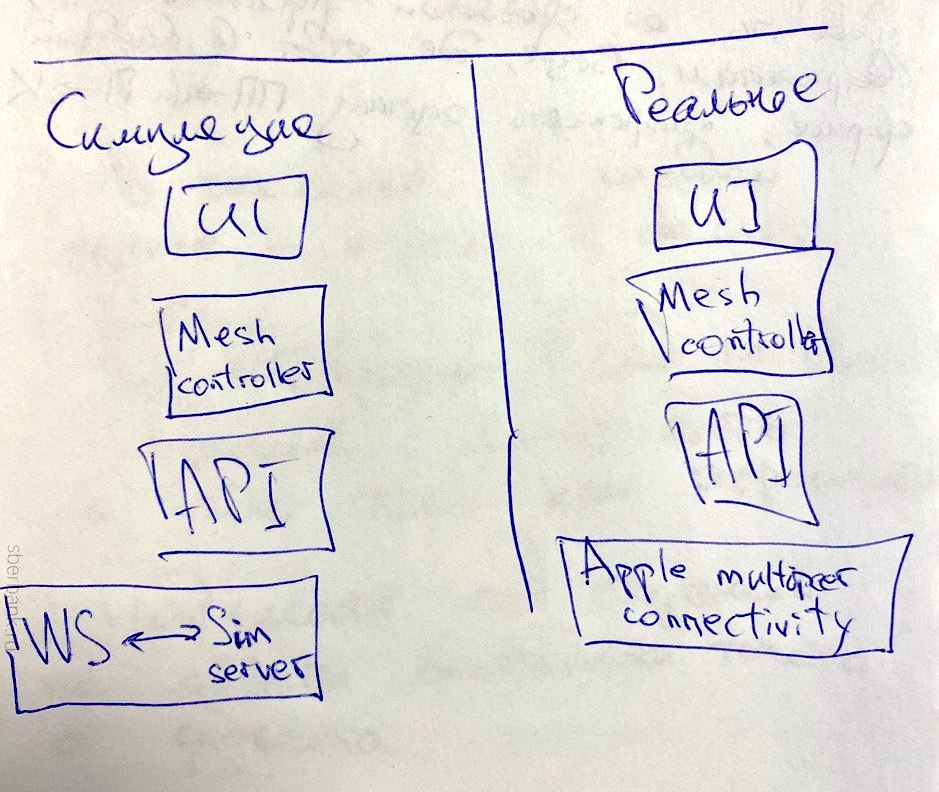 Симуляция
UI
Mesh
controller
API
WS ↔ Sim
server
Реальное
UI
Mesh
controller
API
Apple multipeer
connectivity